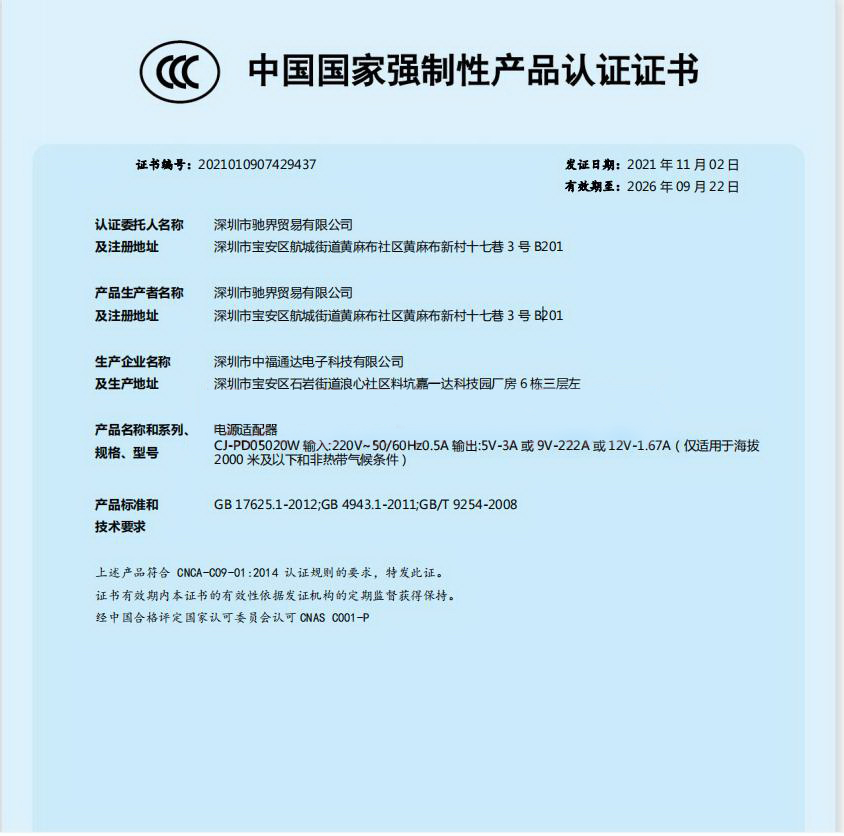 CCC 中国国家强制性产品认证证书
证书编号：2021010907429437
发证日期：2021 年 11 月 02 日
有效期至：2026 年 09 月 22 日
认证委托人名称 深圳市驰界贸易有限公司
及注册地址 深圳市宝安区航城街道黄麻布社区黄麻布新村十七巷 3 号 B201
产品生产者名称 深圳市驰界贸易有限公司
及注册地址 深圳市宝安区航城街道黄麻布社区黄麻布新村十七巷 3 号 B201
生产企业名称 深圳市中福通达电子科技有限公司
及生产地址 深圳市宝安区石岩街道浪心社区料坑嘉一达科技园厂房 6 栋三层左
产品名称和系列、 电源适配器
规格、型号 CJ-PD05020W 输入:220V~50/60Hz0.5A 输出:5V-3A 或 9V-222A 或 12V-1.67A（仅适用于海拔
2000 米及以下和非热带气候条件）
产品标准和 GB 17625.1-2012;GB 4943.1-2011;GB/T 9254-2008
技术要求
上述产品符合 CNCA-C09-01:2014 认证规则的要求，特发此证。
证书有效期内本证书的有效性依据发证机构的定期监督获得保持。
经中国合格评定国家认可委员会认可 CNAS C001-P